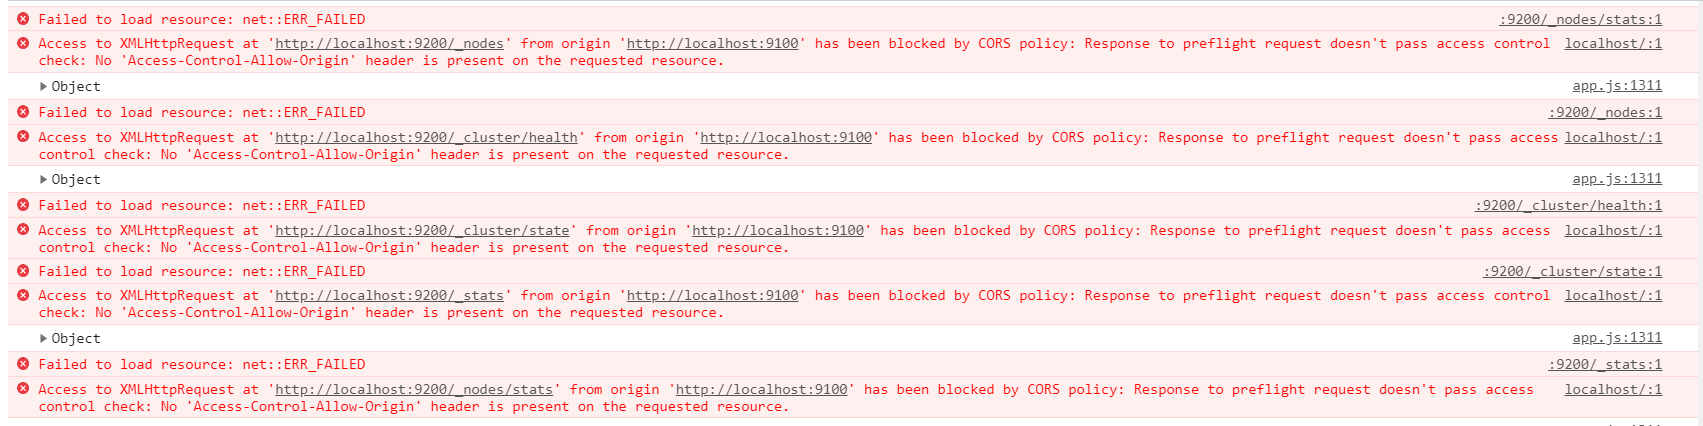 Failed to load resource: net::ERR_FAILED :9200/_nodes/stats:1
Access to XMLHttpRequest at 'http://localhost:9200/_nodes' from origin 'http://localhost:9100' has been blocked by CORS policy: Response to preflight request doesn't pass access control localhost/:1
check: No 'Access-Control-Allow-Origin' header is present on the requested resource.
Object app.js:1311
Failed to load resource: net::ERR_FAILED :9200/_nodes:1
Access to XMLHttpRequest at 'http://localhost:9200/_cluster/health' from origin 'http://localhost:9100' has been blocked by CORS policy: Response to preflight request doesn't pass access localhost/:1
control check: No 'Access-Control-Allow-Origin' header is present on the requested resource.
Object app.js:1311
Failed to load resource: net::ERR_FAILED :9200/_cluster/health:1
Access to XMLHttpRequest at 'http://localhost:9200/_cluster/state' from origin 'http://localhost:9100' has been blocked by CORS policy: Response to preflight request doesn't pass access localhost/:1
control check: No 'Access-Control-Allow-Origin' header is present on the requested resource.
Failed to load resource: net::ERR_FAILED :9200/_cluster/state:1
Access to XMLHttpRequest at 'http://localhost:9200/_stats' from origin 'http://localhost:9100' has been blocked by CORS policy: Response to preflight request doesn't pass access control localhost/:1
check: No 'Access-Control-Allow-Origin' header is present on the requested resource.
Object app.js:1311
Failed to load resource: net::ERR_FAILED :9200/_stats:1
Access to XMLHttpRequest at 'http://localhost:9200/_nodes/stats' from origin 'http://localhost:9100' has been blocked by CORS policy: Response to preflight request doesn't pass access localhost/:1
control check: No 'Access-Control-Allow-Origin' header is present on the requested resource.